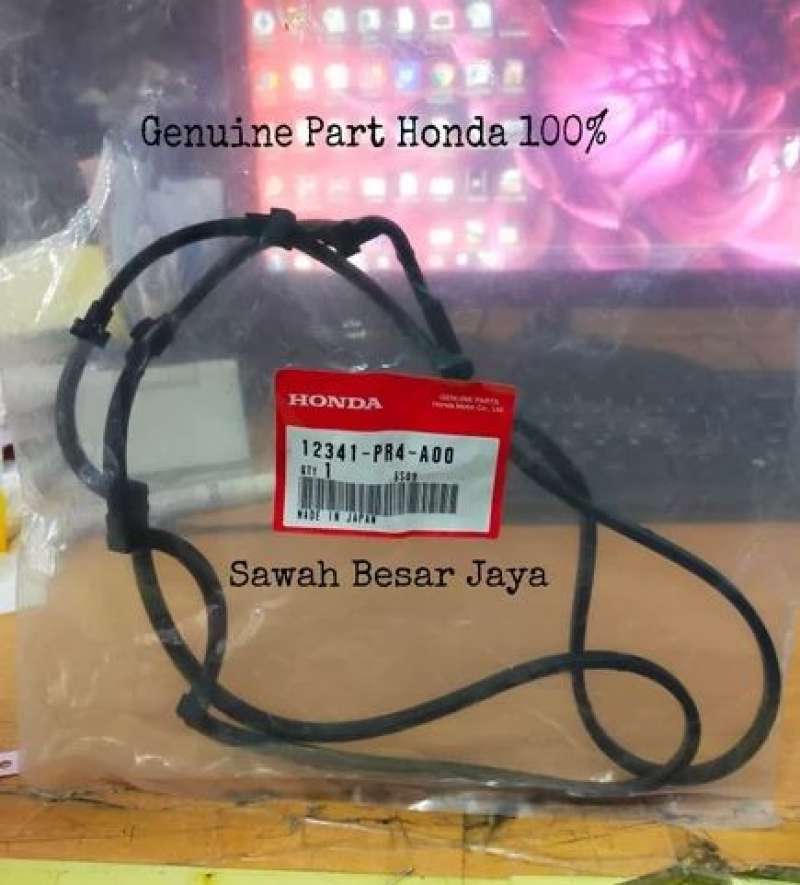 Genuine Part Honda 100%
HONDA
GENUINE PARTS
Honda Motor Co., Ltd.
12341-PR4-A00
QTY 1
MADE IN JAPAN
Sawah Besar Jaya